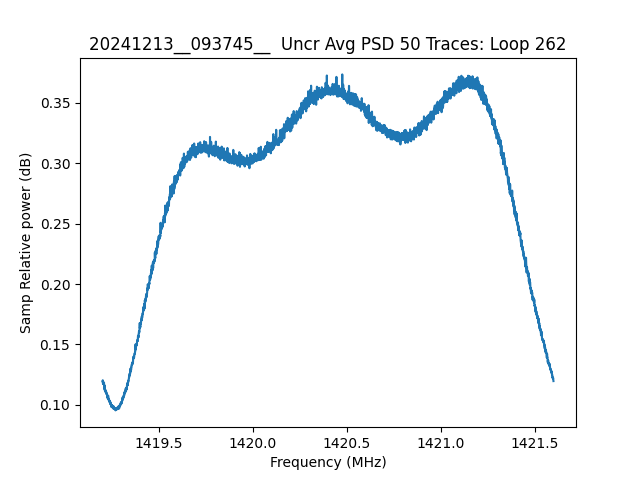 20241213__093745__  Uncr Avg PSD 50 Traces: Loop 262
Samp Relative power (dB)
0.35
0.30
0.25
0.20
0.15
0.10
1419.5 1420.0 1420.5 1421.0 1421.5
Frequency (MHz)